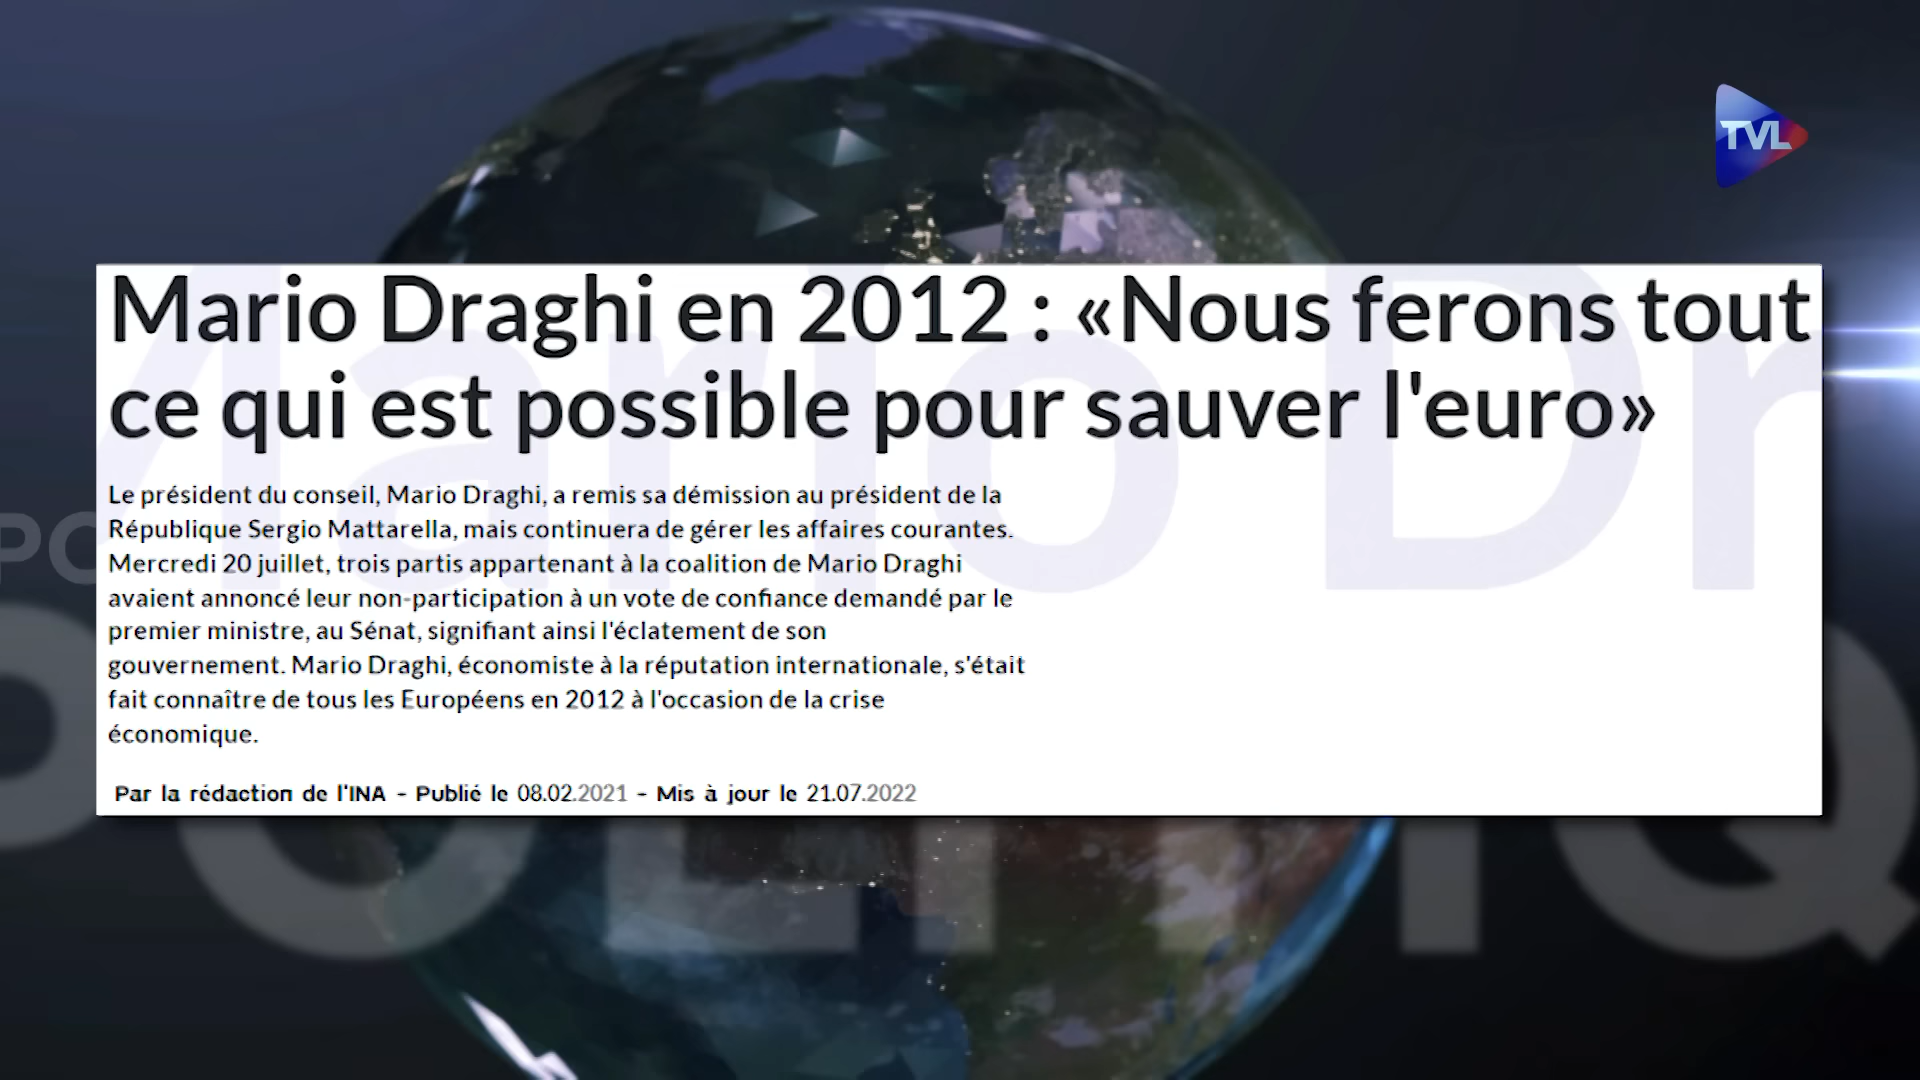 TVL
Mario Draghi en 2012 : «Nous ferons tout
ce qui est possible pour sauver l'euro»
Le président du conseil, Mario Draghi, a remis sa démission au président de la
République Sergio Mattarella, mais continuera de gérer les affaires courantes.
Mercredi 20 juillet, trois partis appartenant à la coalition de Mario Draghi
avaient annoncé leur non-participation à un vote de confiance demandé par le
premier ministre, au Sénat, signifiant ainsi l'éclatement de son
gouvernement. Mario Draghi, économiste à la réputation internationale, s'était
fait connaître de tous les Européens en 2012 à l'occasion de la crise
économique.
Par la rédaction de l'INA - Publié le 08.02.2021 - Mis à jour le 21.07.2022